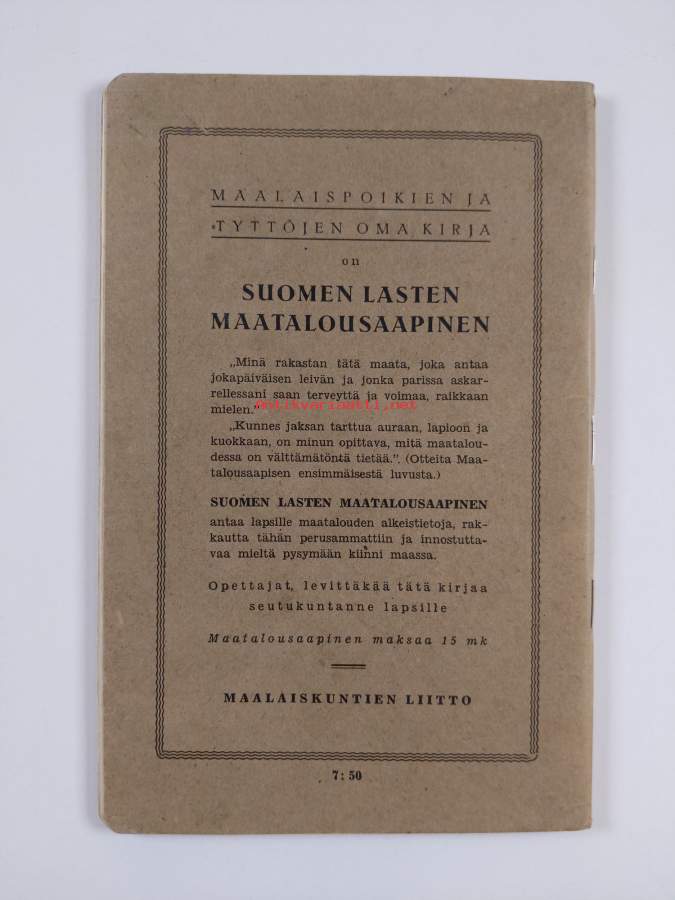 MAALAISPOIKIEN JA
TYTTÖJEN OMA KIRJA
on
SUOMEN LASTEN
MAATALOUSAAPINEN
„Minä rakastan tätä maata, joka antaa
jokapäiväisen leivän ja jonka parissa askar-
rellessani saan terveyttä ja voimaa, raikkaan
mielen.”
antikvariaatti.net
„Kunnes jaksan tarttua auraan, lapioon ja
kuokkaan, on minun opittava, mitä maatalou-
dessa on välttämätöntä tietää.”. (Otteita Maa-
talousaapisen ensimmäisestä luvusta.)
SUOMEN LASTEN MAATALOUSAAPINEN
antaa lapsille maatalouden alkeistietoja, rak-
kautta tähän perusammattiin ja innostutta-
vaa mieltä pysymään kiinni maassa.
Opettajat, levittäkää tätä kirjaa
seutukuntanne lapsille
Maatalousaapinen maksaa 15 mk
MAALAISKUNTIEN LIITTO
7: 50